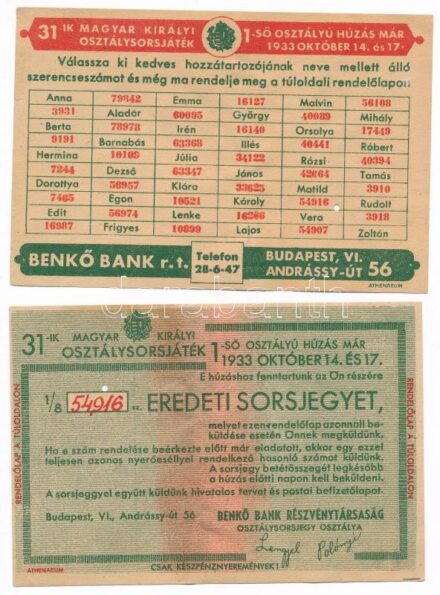 31-IK MAGYAR KIRÁLYI
OSZTÁLYSORSJÁTÉK
1-SŐ OSZTÁLYÚ HÚZÁS MÁR
1933 OKTÓBER 14. és 17.
Válassza ki kedves hozzátartozójának neve mellett álló
szerencseszámot és még ma rendelje meg a túloldali rendelőlapon
Anna 79842 Emma 16127 Malvin 56108
3931 Aladár 60095 György 40089 Mihály
Berta 78978 Irén 16140 Orsolya 17449
9191 Barnabás 63368 Illés 40441 Róbert
Hermina 10108 Júlia 34122 Rózsi 40394
7244 Dezső 63347 János 42664 Tamás
Dorottya 56957 Klára 33625 Matild 3910
7465 Egon 10521 Károly 54916 Rudolf
Edit 56974 Lenke 16266 Vera 3918
16987 Frigyes 10899 Lajos 54907 Zoltán
BENKŐ BANK r. t.
Telefon
28-6-47
BUDAPEST, VI.
ANDRÁSSY-ÚT 56
ATHENAEUM
darabanth
31-IK MAGYAR KIRÁLYI
OSZTÁLYSORSJÁTÉK
1-SŐ OSZTÁLYÚ HÚZÁS MÁR
1933 OKTÓBER 14. ÉS 17.
E húzáshoz fenntartunk az Ön részére
1/8 54916 sz. EREDETI SORSJEGYET,
melyet ezen rendelőlap azonnali be-
küldése esetén Önnek megküldünk.
Ha e szám rendelése beérkezte előtt már eladatott, akkor egy ezzel
teljesen azonos nyerőeséllyel rendelkező hasonló számot küldünk.
A sorsjegy betétösszegét legkésőbb
a húzás előtti napon kell beküldeni.
A sorsjeggyel együtt küldünk hivatalos tervet és postai befizetőlapot.
Budapest, VI., Andrássy-út 56
BENKŐ BANK RÉSZVÉNYTÁRSASÁG
OSZTÁLYSORSJEGY OSZTÁLYA
Lengyel Polónyi
CSAK KÉSZPÉNZNYEREMÉNYEK!
ATHENAEUM
RENDELŐLAP A TÚLOLDALON
RENDELŐLAP A TÚLOLDALON